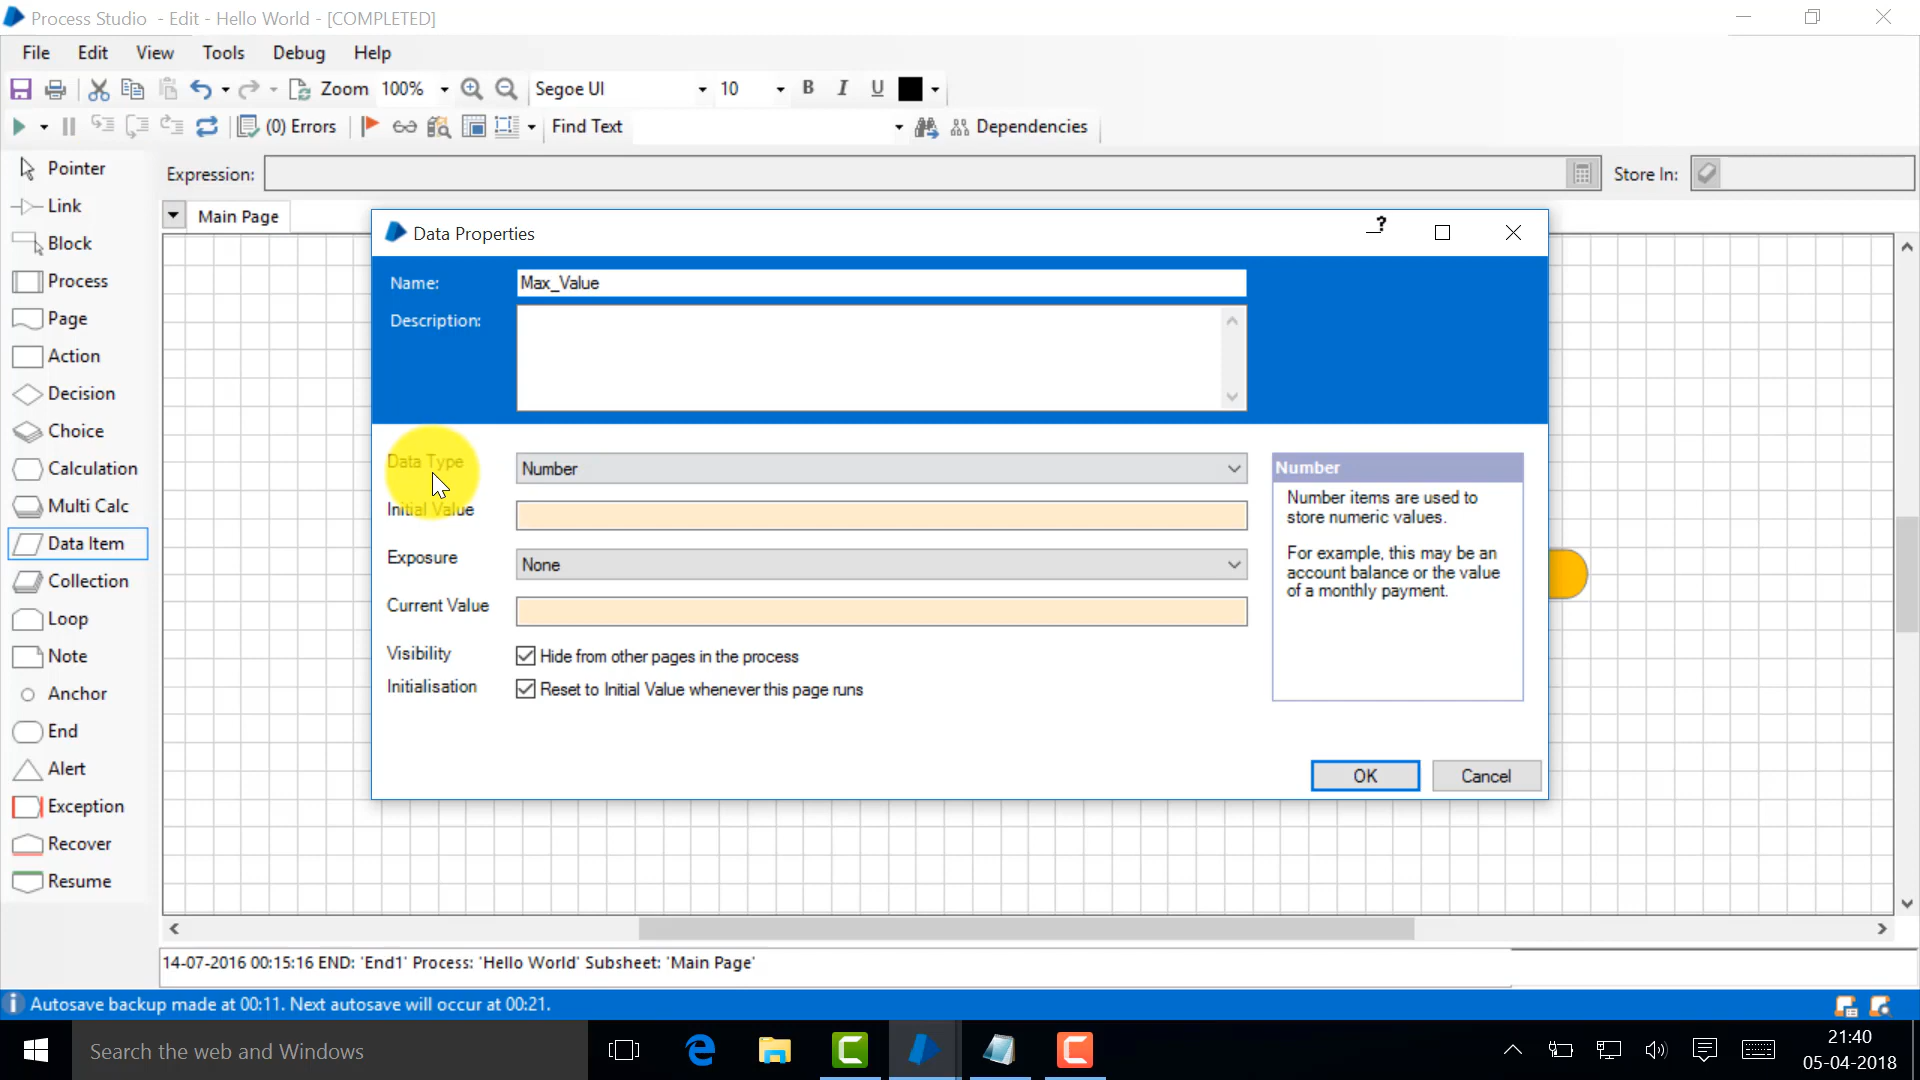 Process Studio - Edit - Hello World - [COMPLETED]
File Edit View Tools Debug Help
Zoom 100% Segoe UI 10 B I U
(0) Errors Find Text Dependencies
Pointer
Link
Block
Process
Page
Action
Decision
Choice
Calculation
Multi Calc
Data Item
Collection
Loop
Note
Anchor
End
Alert
Exception
Recover
Resume
Expression: Store In:
Main Page
Data Properties
Name: Max_Value
Description:
Data Type Number
Initial Value
Exposure None
Current Value
Visibility Hide from other pages in the process
Initialisation Reset to Initial Value whenever this page runs
Number
Number items are used to
store numeric values.
For example, this may be an
account balance or the value
of a monthly payment.
OK Cancel
14-07-2016 00:15:16 END: 'End1' Process: 'Hello World' Subsheet: 'Main Page'
Autosave backup made at 00:11. Next autosave will occur at 00:21.
Search the web and Windows
21:40
05-04-2018